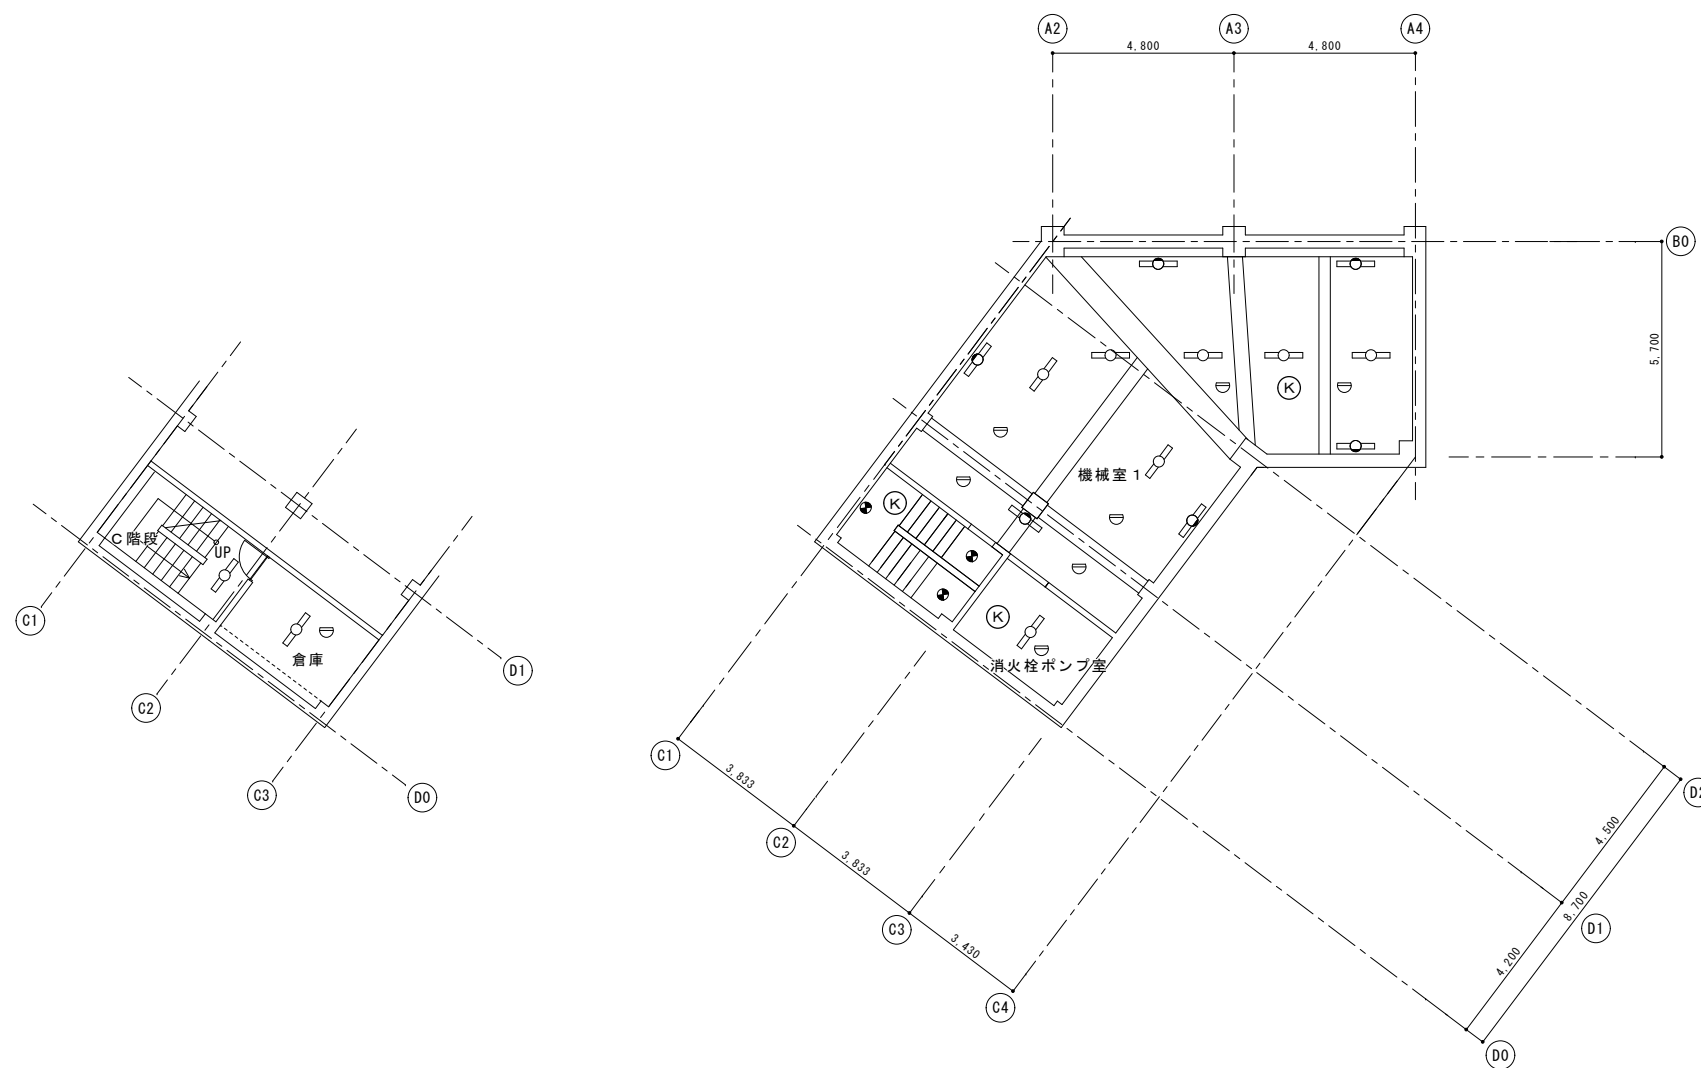 A2
A3
A4
4,800
4,800
B0
5,700
機械室１
K
K
K
C階段
UP
倉庫
消火栓ポンプ室
C1
C2
C3
D1
D0
C1
C2
C3
C4
3,833
3,833
3,430
D2
D1
D0
4,500
8,700
4,200